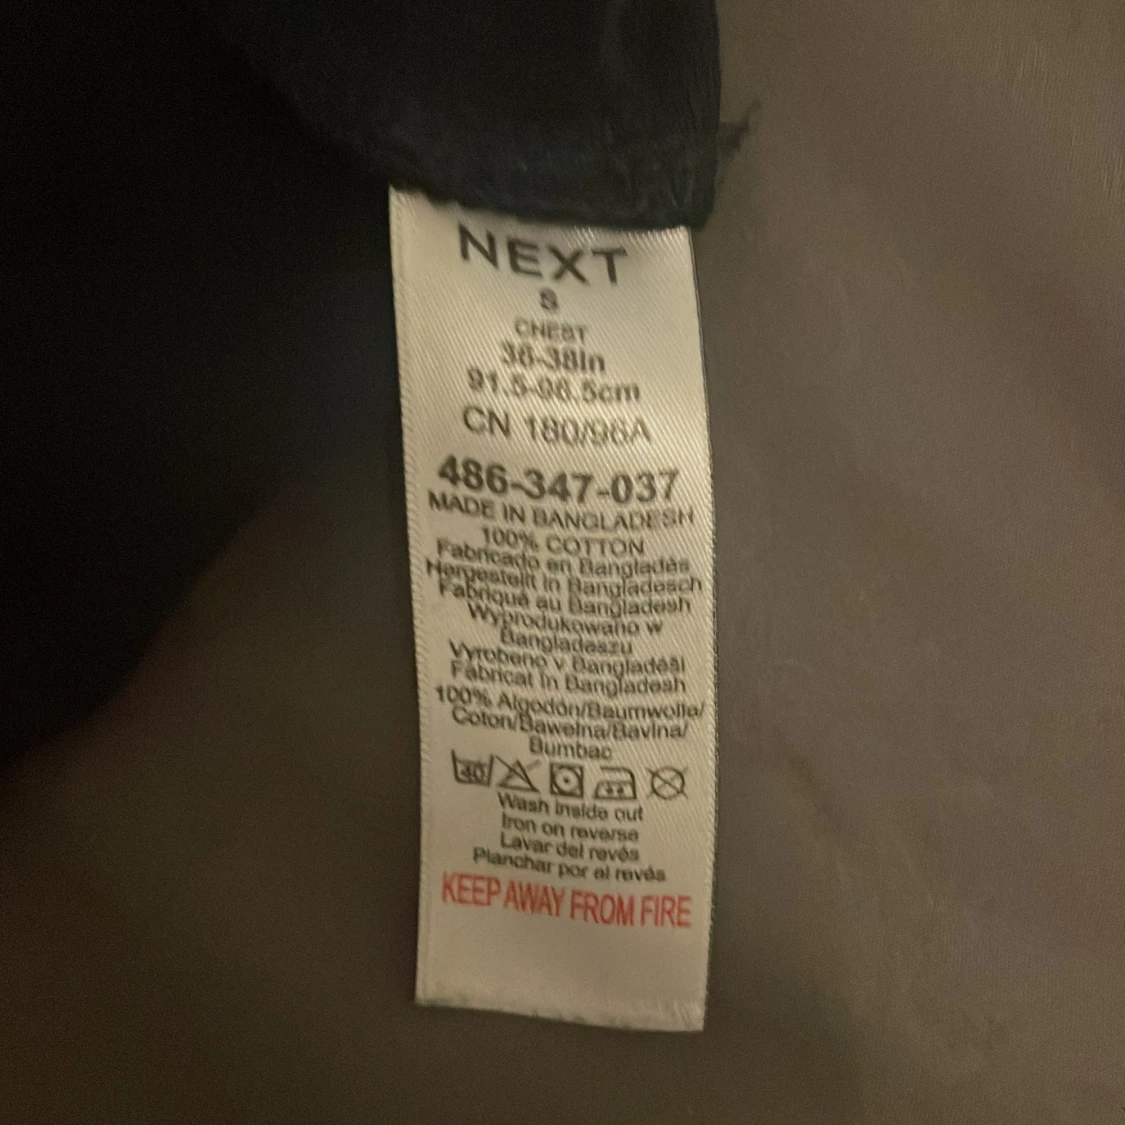 NEXT
S
CHEST
36-38in
91.5-96.5cm
CN 180/96A
486-347-037
MADE IN BANGLADESH
100% COTTON
Fabricado en Bangladés
Hergestellt in Bangladesch
Fabriqué au Bangladesh
Wyprodukowano w
Bangladeszu
Vyrobeno v Bangladéši
Fabricat în Bangladesh
100% Algodón/Baumwolle/
Coton/Bawełna/Bavlna/
Bumbac
40
Wash inside out
Iron on reverse
Lavar del revés
Planchar por el revés
KEEP AWAY FROM FIRE